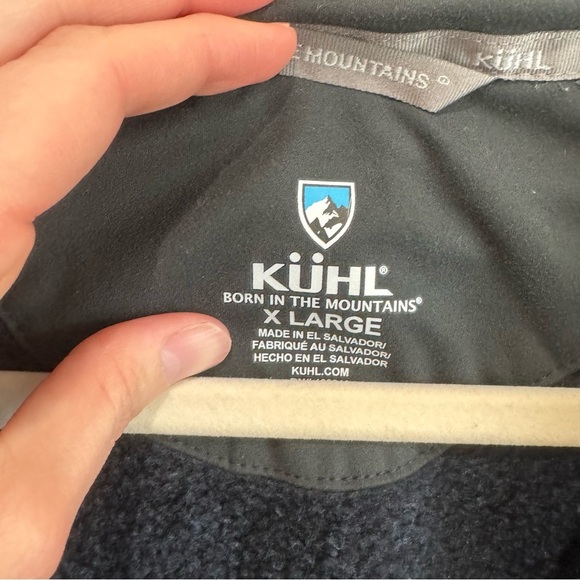 E MOUNTAINS®
KÜHL
KÜHL®
BORN IN THE MOUNTAINS®
X LARGE
MADE IN EL SALVADOR/
FABRIQUÉ AU SALVADOR/
HECHO EN EL SALVADOR
KUHL.COM